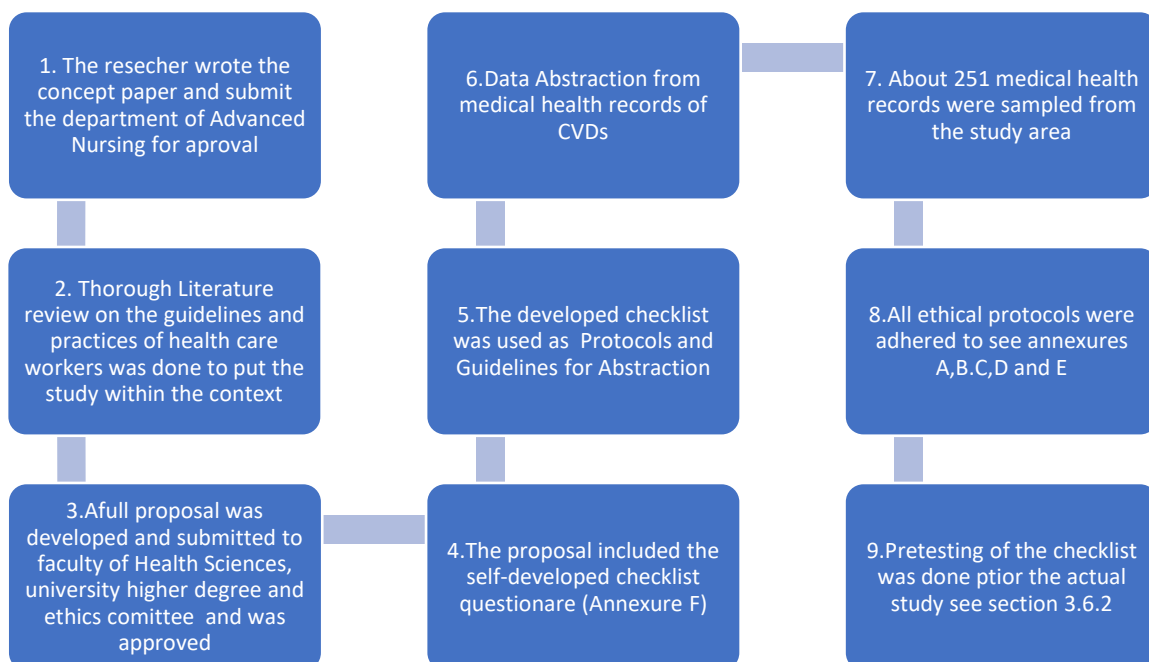 1. The resecher wrote the
concept paper and submit
the department of Advanced
Nursing for aproval
2. Thorough Literature
review on the guidelines and
practices of health care
workers was done to put the
study within the context
3.Afull proposal was
developed and submitted to
faculty of Health Sciences,
university higher degree and
ethics comittee and was
approved
4.The proposal included the
self-developed checklist
questionare (Annexure F)
5.The developed checklist
was used as Protocols and
Guidelines for Abstraction
6.Data Abstraction from
medical health records of
CVDs
7. About 251 medical health
records were sampled from
the study area
8.All ethical protocols were
adhered to see annexures
A,B.C,D and E
9.Pretesting of the checklist
was done ptior the actual
study see section 3.6.2